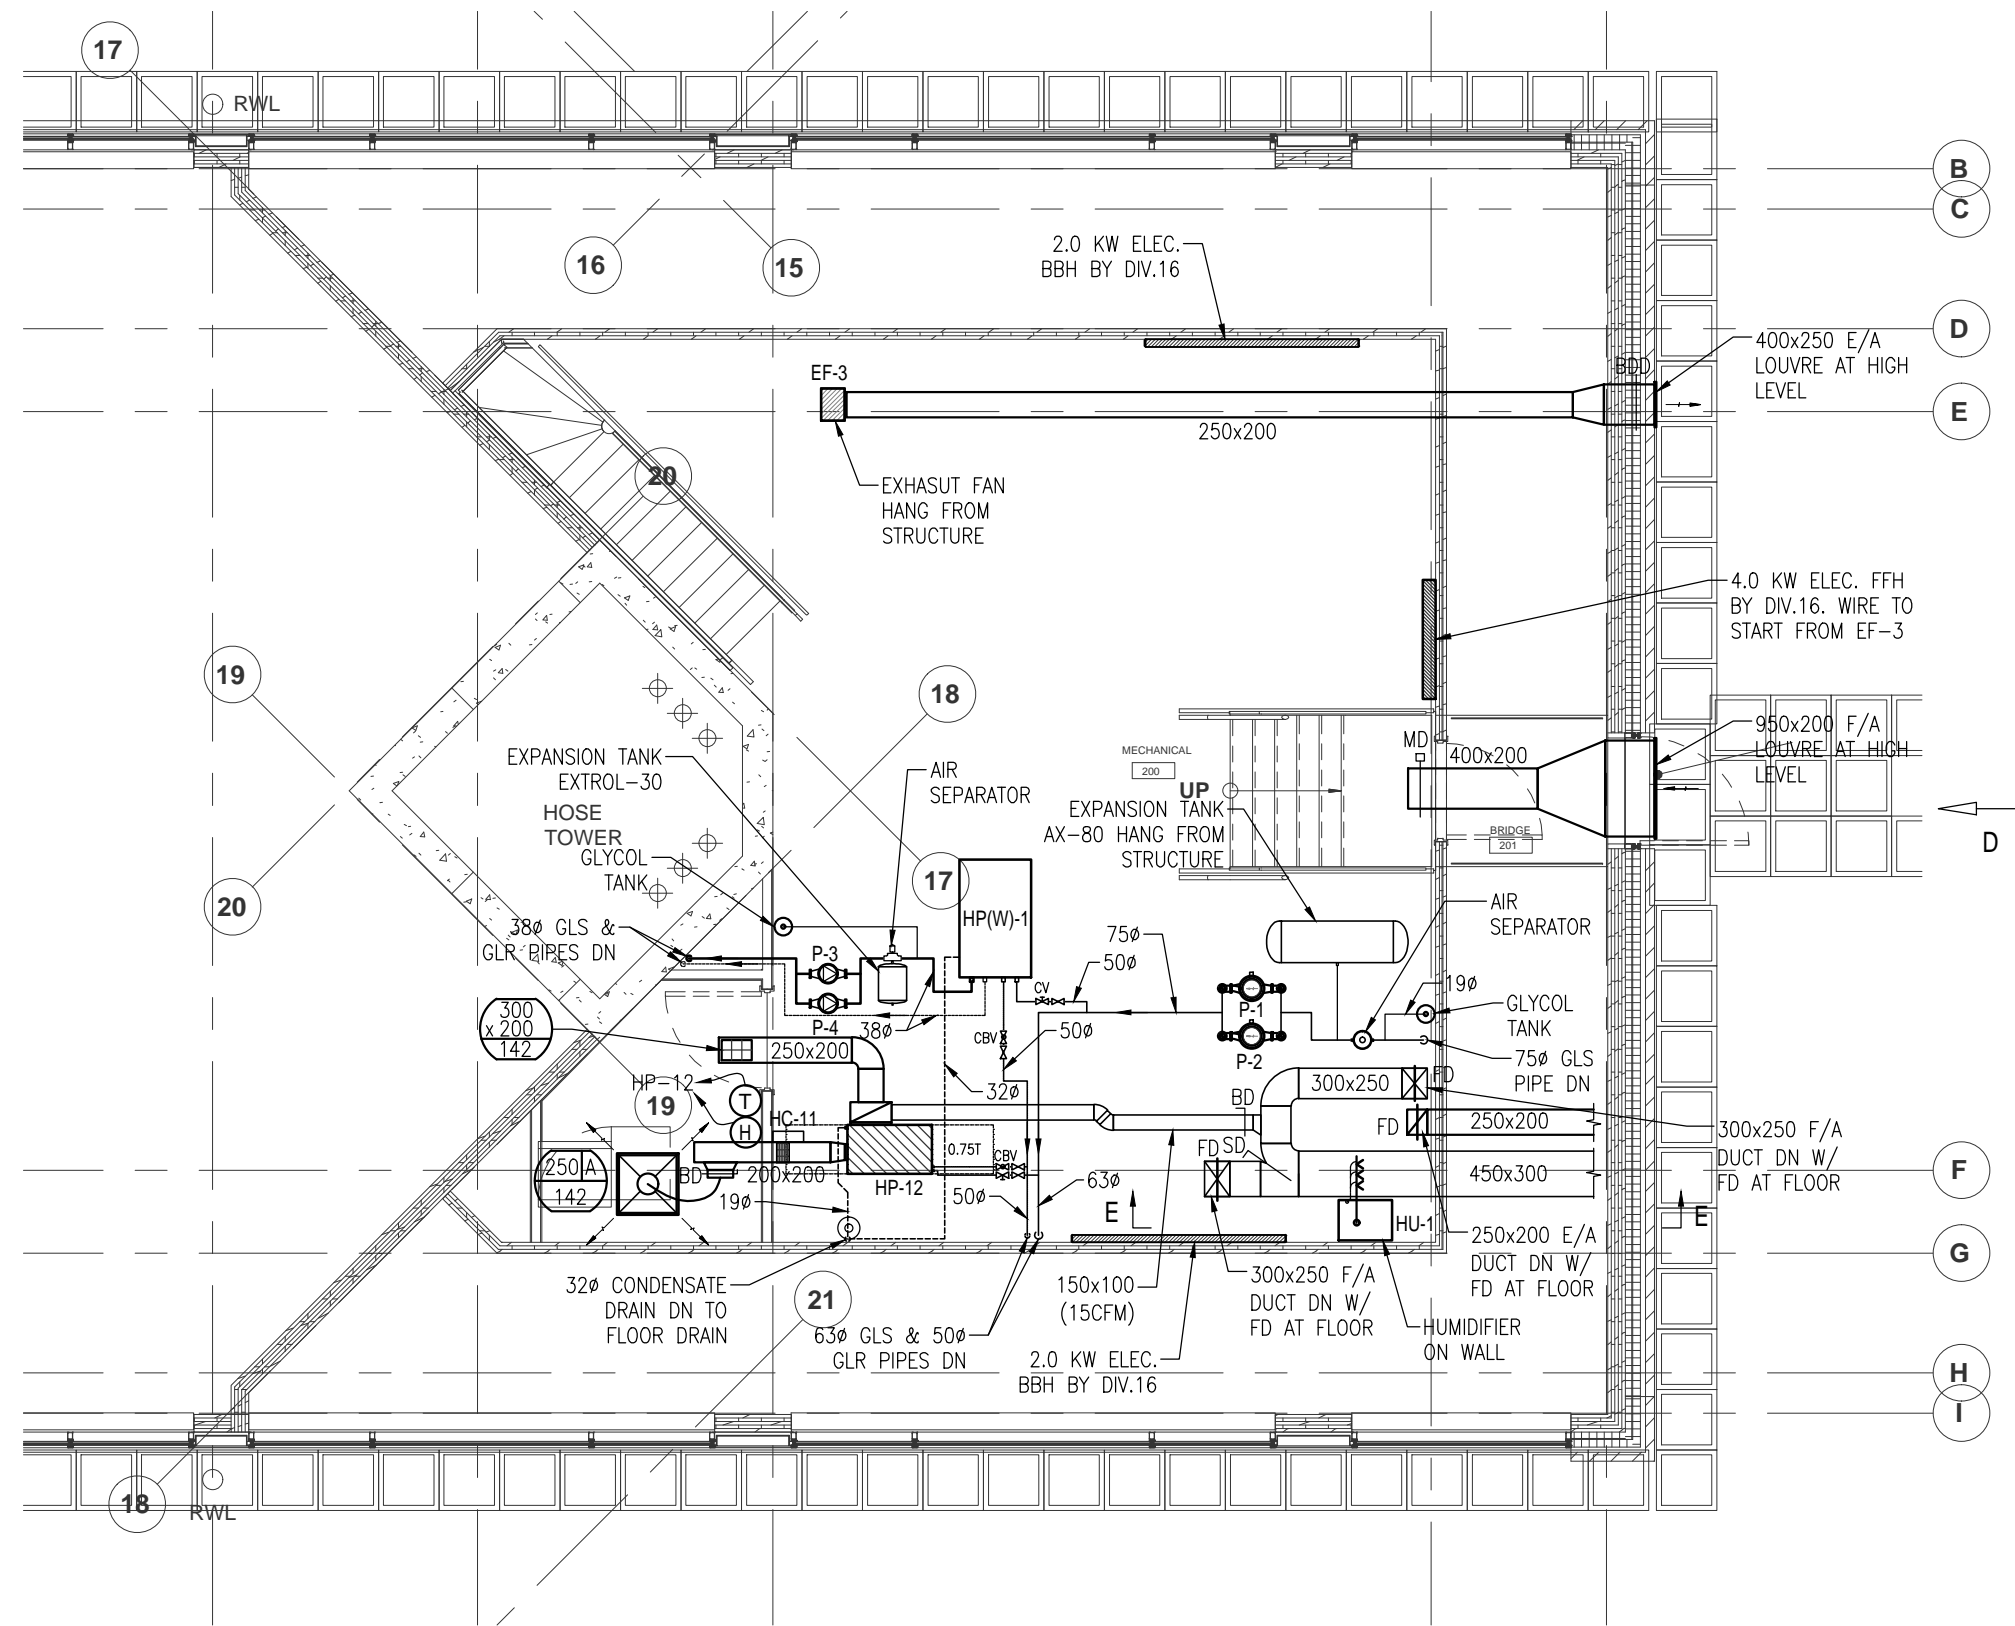 17
RWL
B
C
16
15
2.0 KW ELEC.
BBH BY DIV.16
D
400x250 E/A
LOUVRE AT HIGH
LEVEL
BDD
EF-3
E
250x200
20
EXHASUT FAN
HANG FROM
STRUCTURE
4.0 KW ELEC. FFH
BY DIV.16. WIRE TO
START FROM EF-3
19
18
EXPANSION TANK
EXTROL-30
AIR
SEPARATOR
MECHANICAL
200
UP
MD
400x200
950x200 F/A
LOUVRE AT HIGH
LEVEL
HOSE
TOWER
EXPANSION TANK
AX-80 HANG FROM
STRUCTURE
BRIDGE
201
D
GLYCOL
TANK
17
20
38ø GLS &
GLR PIPES DN
HP(W)-1
AIR
SEPARATOR
75ø
50ø
P-3
P-4
38ø
CV
CBV
50ø
P-1
P-2
19ø
GLYCOL
TANK
75ø GLS
PIPE DN
300
x 200
142
250x200
32ø
HP-12
19
T
H
HC-11
BD
300x250
FD
FD
250x200
300x250 F/A
DUCT DN W/
FD AT FLOOR
0.75T
CBV
FD
SD
F
250
A
142
BD
200x200
HP-12
450x300
19ø
50ø
63ø
E
HU-1
E
250x200 E/A
DUCT DN W/
FD AT FLOOR
G
32ø CONDENSATE
DRAIN DN TO
FLOOR DRAIN
21
63ø GLS & 50ø
GLR PIPES DN
150x100
(15CFM)
300x250 F/A
DUCT DN W/
FD AT FLOOR
HUMIDIFIER
ON WALL
2.0 KW ELEC.
BBH BY DIV.16
H
I
18
RWL